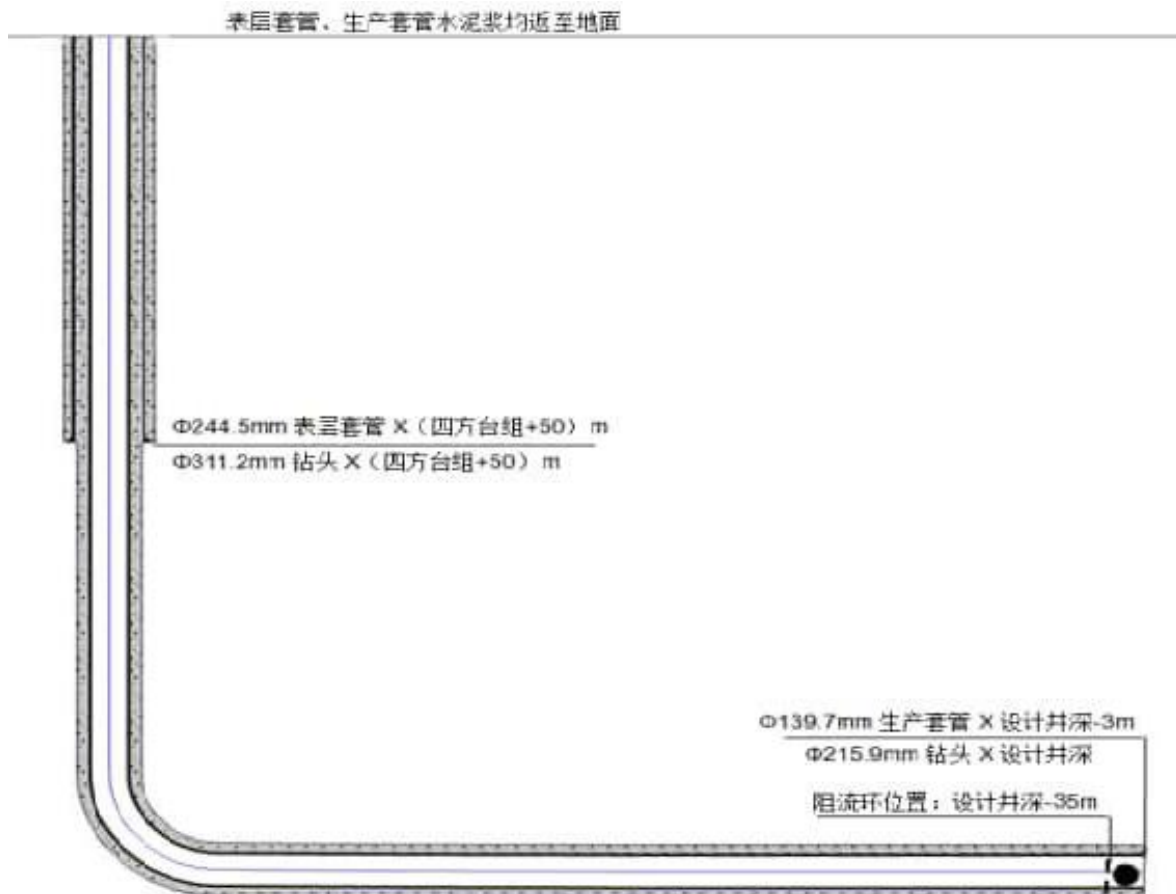 表层套管、生产套管水泥浆均返至地面
Φ244.5mm 表层套管 X（四方台组+50）m
Φ311.2mm 钻头 X（四方台组+50）m
Φ139.7mm 生产套管 X 设计井深-3m
Φ215.9mm 钻头 X 设计井深
阻流环位置：设计井深-35m